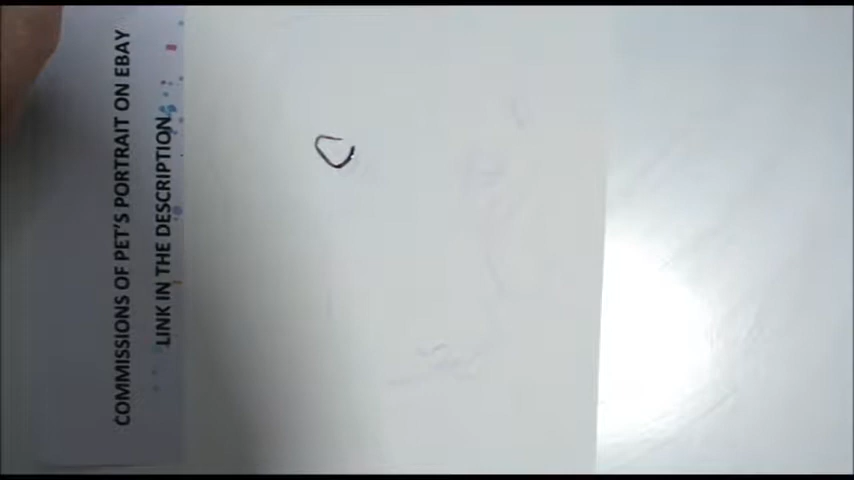 COMMISSIONS OF PET'S PORTRAIT ON EBAY
LINK IN THE DESCRIPTION